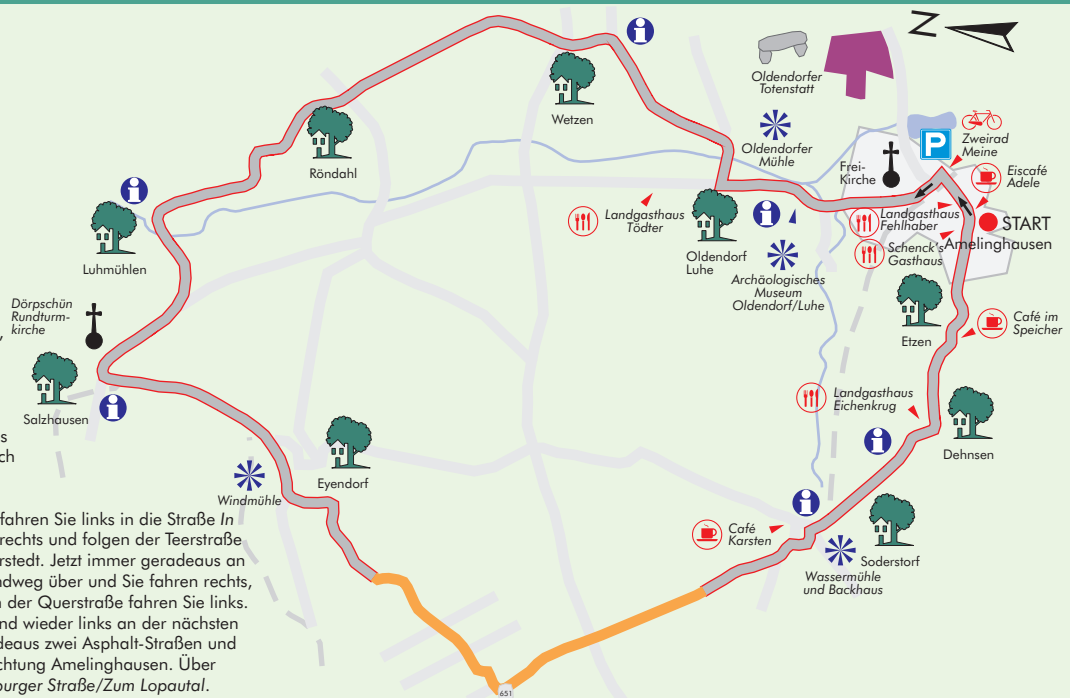 Z
Wetzen
Oldendorfer
Totenstatt
Oldendorfer
Mühle
P
Zweirad
Meine
Frei-
Kirche
Eiscafé
Adele
Röndahl
Landgasthaus
Tödter
Oldendorf
Luhe
Landgasthaus
Fehlhaber
START
Amelinghausen
Schenck's
Gasthaus
Archäologisches
Museum
Oldendorf/Luhe
Luhmühlen
Dörpschün
Rundturm-
kirche
Salzhausen
Etzen
Café im
Speicher
Landgasthaus
Eichenkrug
Dehnsen
Eyendorf
Windmühle
Café
Karsten
Soderstorf
Wassermühle
und Backhaus
651
s
ch
fahren Sie links in die Straße In
rechts und folgen der Teerstraße
rstedt. Jetzt immer geradeaus an
ndweg über und Sie fahren rechts,
n der Querstraße fahren Sie links.
nd wieder links an der nächsten
deaus zwei Asphalt-Straßen und
chtung Amelinghausen. Über
burger Straße/Zum Lopautal.